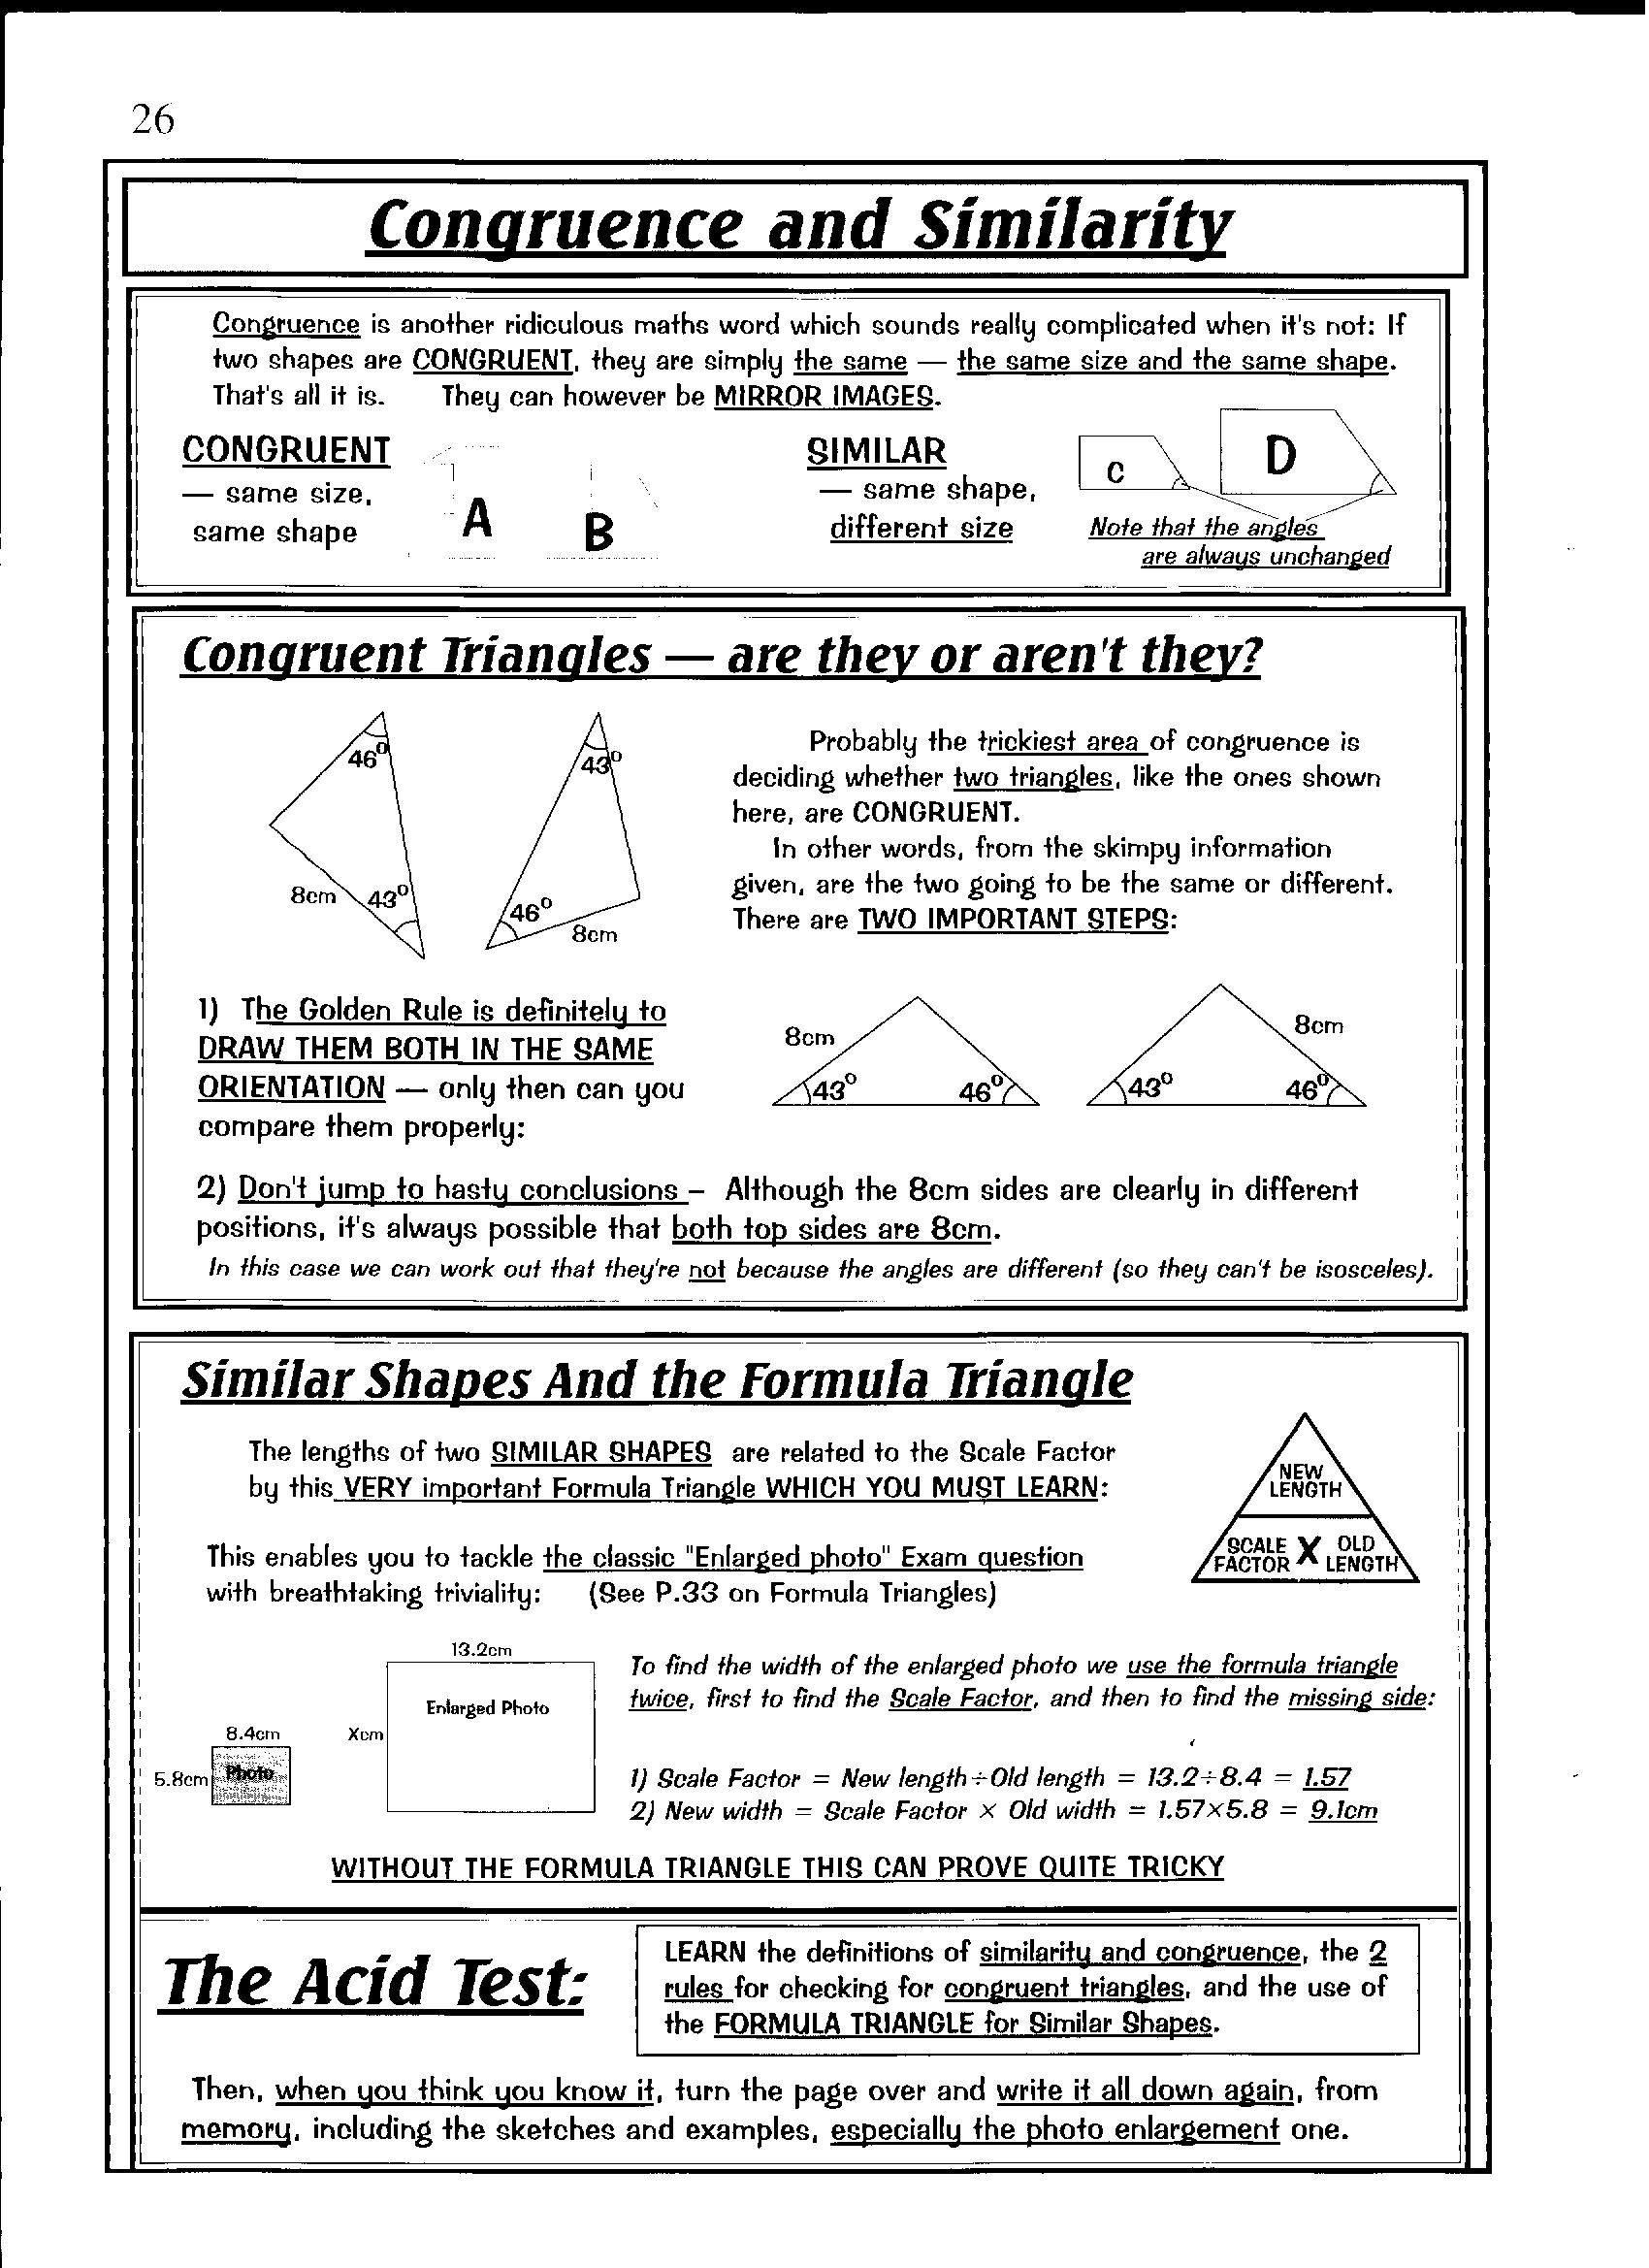 26
Congruence and Similarity
Congruence is another ridiculous maths word which sounds really complicated when it's not: If
two shapes are CONGRUENT, they are simply the same — the same size and the same shape.
That's all it is. They can however be MIRROR IMAGES.
CONGRUENT
— same size,
same shape
A
B
SIMILAR
— same shape,
different size
C
D
Note that the angles
are always unchanged
Congruent Triangles — are they or aren't they?
46°
8cm 43°
43°
46°
8cm
Probably the trickiest area of congruence is
deciding whether two triangles, like the ones shown
here, are CONGRUENT.
In other words, from the skimpy information
given, are the two going to be the same or different.
There are TWO IMPORTANT STEPS:
1) The Golden Rule is definitely to
DRAW THEM BOTH IN THE SAME
ORIENTATION — only then can you
compare them properly:
8cm
43° 46°
8cm
43° 46°
2) Don't jump to hasty conclusions – Although the 8cm sides are clearly in different
positions, it's always possible that both top sides are 8cm.
In this case we can work out that they're not because the angles are different (so they can't be isosceles).
Similar Shapes And the Formula Triangle
The lengths of two SIMILAR SHAPES are related to the Scale Factor
by this VERY important Formula Triangle WHICH YOU MUST LEARN:
NEW
LENGTH
SCALE X OLD
FACTOR LENGTH
This enables you to tackle the classic "Enlarged photo" Exam question
with breathtaking triviality: (See P.33 on Formula Triangles)
13.2cm
Enlarged Photo
Xcm
8.4cm
5.8cm
Photo
To find the width of the enlarged photo we use the formula triangle
twice, first to find the Scale Factor, and then to find the missing side:
1) Scale Factor = New length÷Old length = 13.2÷8.4 = 1.57
2) New width = Scale Factor × Old width = 1.57×5.8 = 9.1cm
WITHOUT THE FORMULA TRIANGLE THIS CAN PROVE QUITE TRICKY
The Acid Test:
LEARN the definitions of similarity and congruence, the 2
rules for checking for congruent triangles, and the use of
the FORMULA TRIANGLE for Similar Shapes.
Then, when you think you know it, turn the page over and write it all down again, from
memory, including the sketches and examples, especially the photo enlargement one.